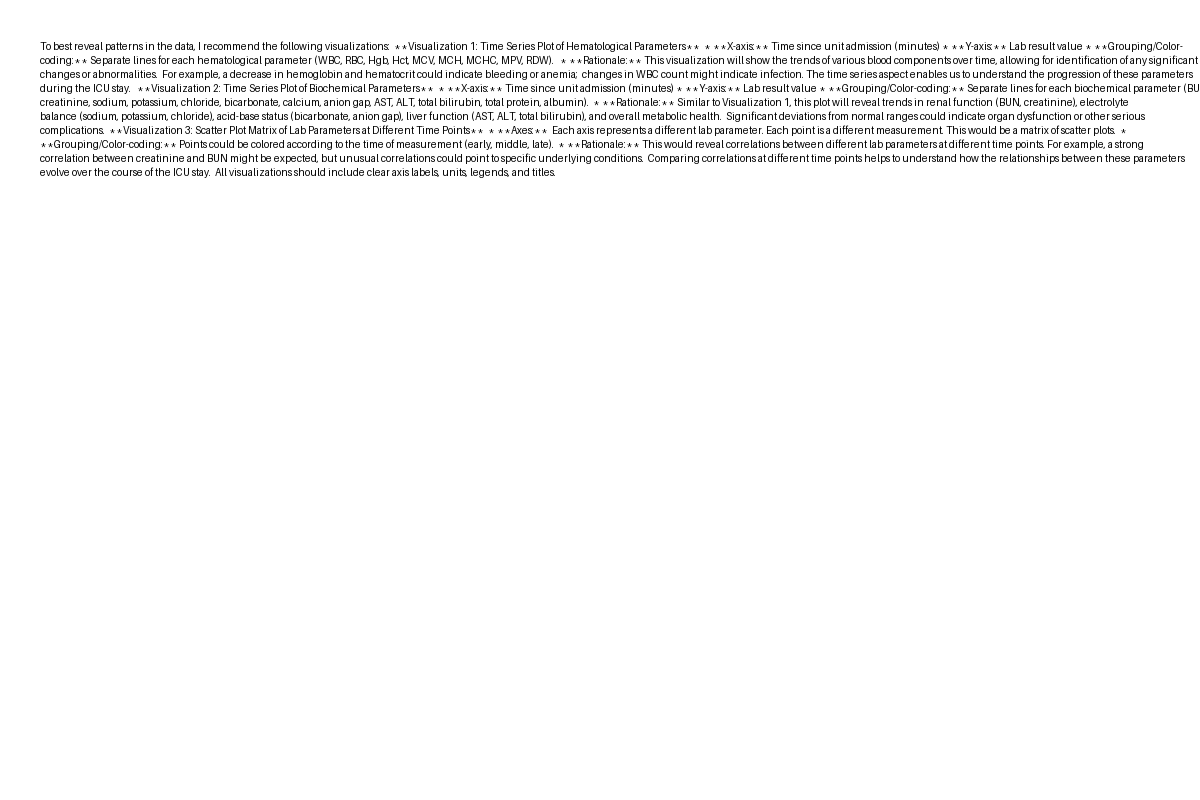 To best reveal patterns in the data, I recommend the following visualizations:  **Visualization 1: Time Series Plot of Hematological Parameters**  *  **X-axis:** Time since unit admission (minutes) * **Y-axis:** Lab result value * **Grouping/Color-
coding:** Separate lines for each hematological parameter (WBC, RBC, Hgb, Hct, MCV, MCH, MCHC, MPV, RDW).  * **Rationale:** This visualization will show the trends of various blood components over time, allowing for identification of any significant
changes or abnormalities.  For example, a decrease in hemoglobin and hematocrit could indicate bleeding or anemia;  changes in WBC count might indicate infection. The time series aspect enables us to understand the progression of these parameters
during the ICU stay.   **Visualization 2: Time Series Plot of Biochemical Parameters**  * **X-axis:** Time since unit admission (minutes) * **Y-axis:** Lab result value * **Grouping/Color-coding:** Separate lines for each biochemical parameter (BU
creatinine, sodium, potassium, chloride, bicarbonate, calcium, anion gap, AST, ALT, total bilirubin, total protein, albumin).  * **Rationale:** Similar to Visualization 1, this plot will reveal trends in renal function (BUN, creatinine), electrolyte
balance (sodium, potassium, chloride), acid-base status (bicarbonate, anion gap), liver function (AST, ALT, total bilirubin), and overall metabolic health.  Significant deviations from normal ranges could indicate organ dysfunction or other serious
complications.  **Visualization 3: Scatter Plot Matrix of Lab Parameters at Different Time Points**  *  **Axes:** Each axis represents a different lab parameter. Each point is a different measurement. This would be a matrix of scatter plots.  *
**Grouping/Color-coding:** Points could be colored according to the time of measurement (early, middle, late).  * **Rationale:** This would reveal correlations between different lab parameters at different time points. For example, a strong
correlation between creatinine and BUN might be expected, but unusual correlations could point to specific underlying conditions.  Comparing correlations at different time points helps to understand how the relationships between these parameters
evolve over the course of the ICU stay.  All visualizations should include clear axis labels, units, legends, and titles.